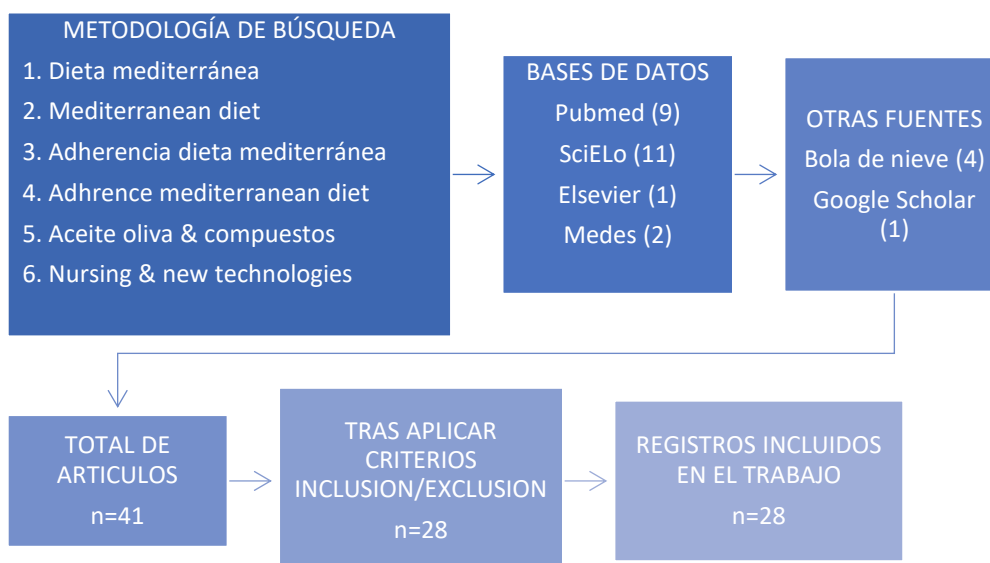 METODOLOGÍA DE BÚSQUEDA
1. Dieta mediterránea
2. Mediterranean diet
3. Adherencia dieta mediterránea
4. Adhrence mediterranean diet
5. Aceite oliva & compuestos
6. Nursing & new technologies
BASES DE DATOS
Pubmed (9)
SciELo (11)
Elsevier (1)
Medes (2)
OTRAS FUENTES
Bola de nieve (4)
Google Scholar
(1)
TOTAL DE
ARTICULOS
n=41
TRAS APLICAR
CRITERIOS
INCLUSION/EXCLUSION
n=28
REGISTROS INCLUIDOS
EN EL TRABAJO
n=28